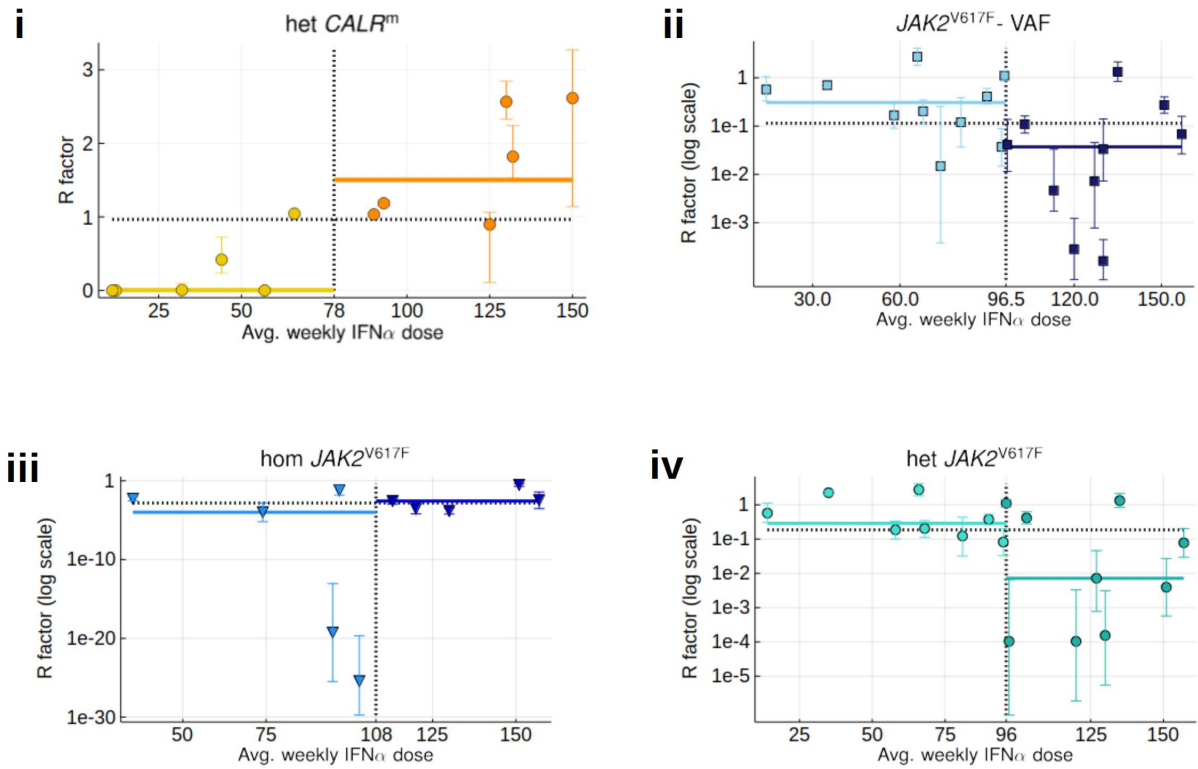 i
het CALRᵐ
R factor
3
2
1
0
25
50
78
100
125
150
Avg. weekly IFNα dose
ii
JAK2ⱽ⁶¹⁷ᶠ- VAF
R factor (log scale)
1
1e-1
1e-2
1e-3
30.0
60.0
96.5
120.0
150.0
Avg. weekly IFNα dose
iii
hom JAK2ⱽ⁶¹⁷ᶠ
R factor (log scale)
1
1e-10
1e-20
1e-30
50
75
108
125
150
Avg. weekly IFNα dose
iv
het JAK2ⱽ⁶¹⁷ᶠ
R factor (log scale)
1
1e-1
1e-2
1e-3
1e-4
1e-5
25
50
75
96
125
150
Avg. weekly IFNα dose